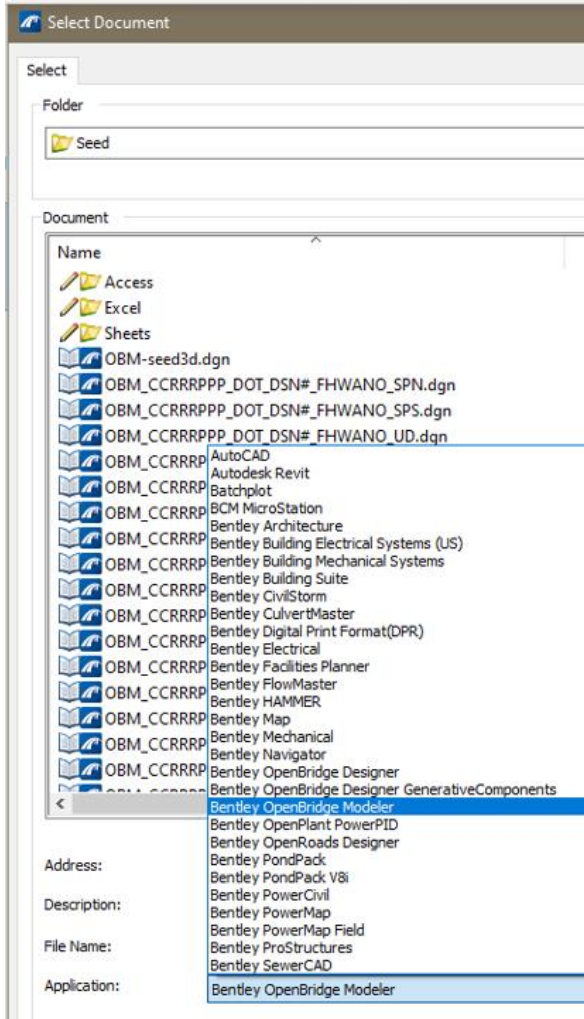 Select Document
Select
Folder
Seed
Document
Name
Access
Excel
Sheets
OBM-seed3d.dgn
OBM_CCRRRPPP_DOT_DSN#_FHWANO_SPN.dgn
OBM_CCRRRPPP_DOT_DSN#_FHWANO_SPS.dgn
OBM_CCRRRPPP_DOT_DSN#_FHWANO_UD.dgn
OBM_CCRRRP
OBM_CCRRRP
OBM_CCRRRP
OBM_CCRRRP
OBM_CCRRRP
OBM_CCRRRP
OBM_CCRRRP
OBM_CCRRRP
OBM_CCRRRP
OBM_CCRRRP
OBM_CCRRRP
OBM_CCRRRP
OBM_CCRRRP
AutoCAD
Autodesk Revit
Batchplot
BCM MicroStation
Bentley Architecture
Bentley Building Electrical Systems (US)
Bentley Building Mechanical Systems
Bentley Building Suite
Bentley CivilStorm
Bentley CulvertMaster
Bentley Digital Print Format(DPR)
Bentley Electrical
Bentley Facilities Planner
Bentley FlowMaster
Bentley HAMMER
Bentley Map
Bentley Mechanical
Bentley Navigator
Bentley OpenBridge Designer
Bentley OpenBridge Designer GenerativeComponents
Bentley OpenBridge Modeler
Bentley OpenPlant PowerPID
Bentley OpenRoads Designer
Bentley PondPack
Bentley PondPack V8i
Bentley PowerCivil
Bentley PowerMap
Bentley PowerMap Field
Bentley ProStructures
Bentley SewerCAD
Address:
Description:
File Name:
Application:
Bentley OpenBridge Modeler